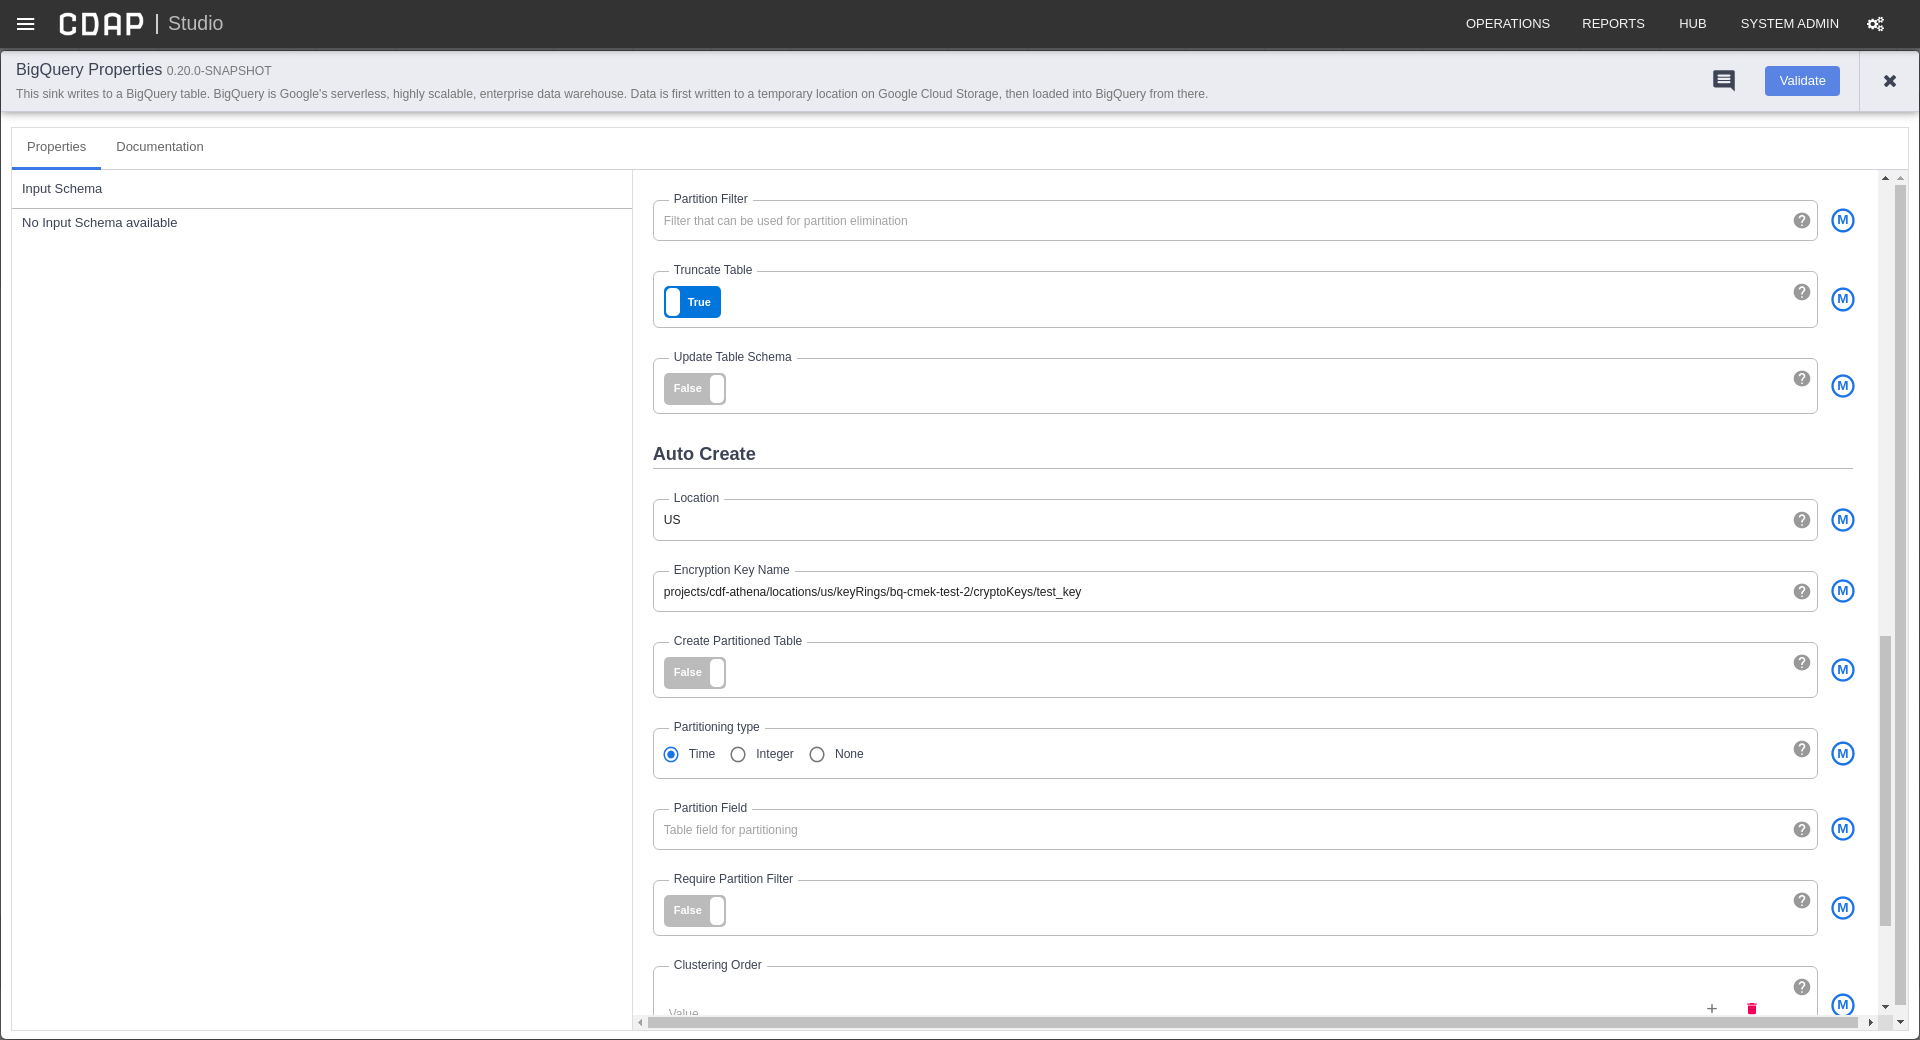 CDAP | Studio OPERATIONS REPORTS HUB SYSTEM ADMIN
BigQuery Properties 0.20.0-SNAPSHOT
This sink writes to a BigQuery table. BigQuery is Google's serverless, highly scalable, enterprise data warehouse. Data is first written to a temporary location on Google Cloud Storage, then loaded into BigQuery from there.
Validate
Properties Documentation
Input Schema
No Input Schema available
Partition Filter
Filter that can be used for partition elimination
M
Truncate Table
True
M
Update Table Schema
False
M
Auto Create
Location
US
M
Encryption Key Name
projects/cdf-athena/locations/us/keyRings/bq-cmek-test-2/cryptoKeys/test_key
M
Create Partitioned Table
False
M
Partitioning type
Time Integer None
M
Partition Field
Table field for partitioning
M
Require Partition Filter
False
M
Clustering Order
Value
M